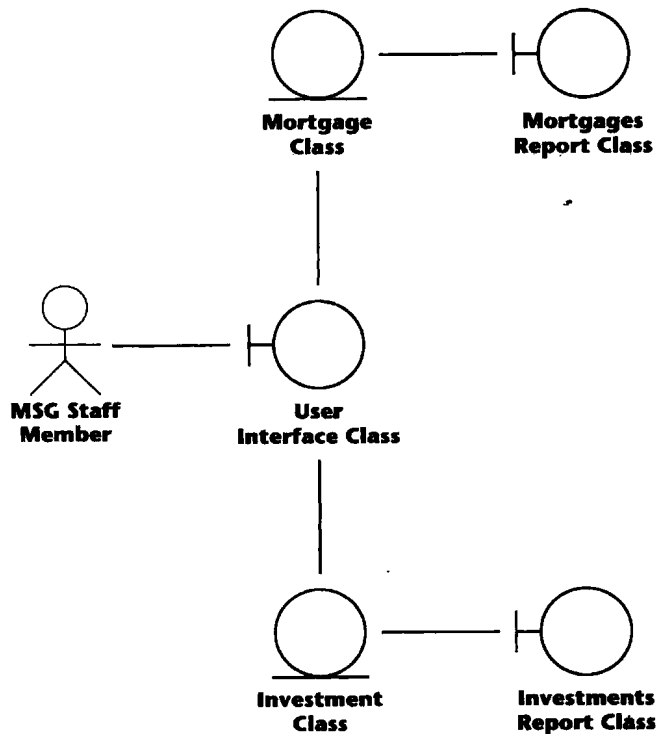 Mortgage
Class
Mortgages
Report Class
MSG Staff
Member
User
Interface Class
Investment
Class
Investments
Report Class